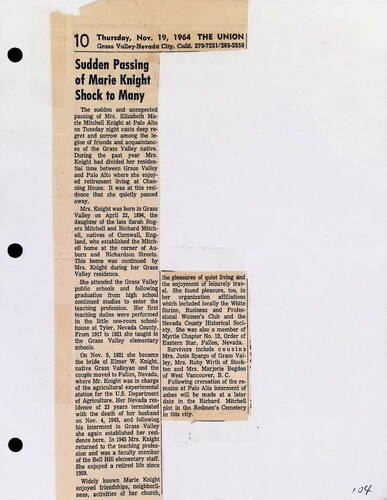 10 Thursday, Nov. 19, 1964 THE UNION
Grass Valley-Nevada City, Calif. 273-7251/265-2559
Sudden Passing
of Marie Knight
Shock to Many
The sudden and unexpected
passing of Mrs. Elizabeth Ma-
rie Mitchell Knight at Palo Alto
on Tuesday night casts deep re-
gret and sorrow among the le-
gion of friends and acquaintanc-
es of the Grass Valley native.
During the past year Mrs.
Knight had divided her residen-
tial time between Grass Valley
and Palo Alto where she enjoy-
ed retirement living at Chan-
ning House. It was at this resi-
dence that she quietly passed
away.
Mrs. Knight was born in Grass
Valley on April 22, 1894, the
daughter of the late Sarah Rog-
ers Mitchell and Richard Mitch-
ell, natives of Cornwall, Eng-
land, who established the Mitch-
ell home at the corner of Au-
burn and Richardson Streets.
This home was continued by
Mrs. Knight during her Grass
Valley residence.
She attended the Grass Valley
public schools and following
graduation from high school
continued studies to enter the
teaching profession. Her first
teaching duties were performed
in the little one-room school-
house at Tyler, Nevada County.
From 1917 to 1921 she taught in
the Grass Valley elementary
schools.
On Nov. 9, 1921 she became
the bride of Elmer W. Knight,
native Grass Valleyan and the
couple moved to Fallon, Nevada,
where Mr. Knight was in charge
of the agricultural experimental
station for the U.S. Department
of Agriculture. Her Nevada res-
idence of 23 years terminated
with the death of her husband
on Nov. 4, 1943, and following
his interment in Grass Valley
she again established her resi-
dence here. In 1945 Mrs. Knight
returned to the teaching profes-
sion and was a faculty member
of the Bell Hill elementary staff.
She enjoyed a retired life since
1959.
Widely known Marie Knight
enjoyed friendships, neighborli-
ness, activities of her church,
the pleasures of quiet living and
the enjoyment of leisurely trav-
el. She found pleasure, too, in
her organization affiliations
which included locally the White
Shrine, Business and Profes-
sional Women's Club and the
Nevada County Historical Socie-
ty. She was also a member of
Myrtle Chapter No. 12, Order of
Eastern Star, Fallon, Nevada.
Survivors include cousins
Mrs. Josie Spargo of Grass Val-
ley, Mrs. Ruby Wirth of Stock-
ton and Mrs. Marjorie Begdon
of West Vancouver, B. C.
Following cremation of the re-
mains at Palo Alto interment of
ashes will be made at a later
date in the Richard Mitchell
plot in the Redmen's Cemetery
in this city.
104